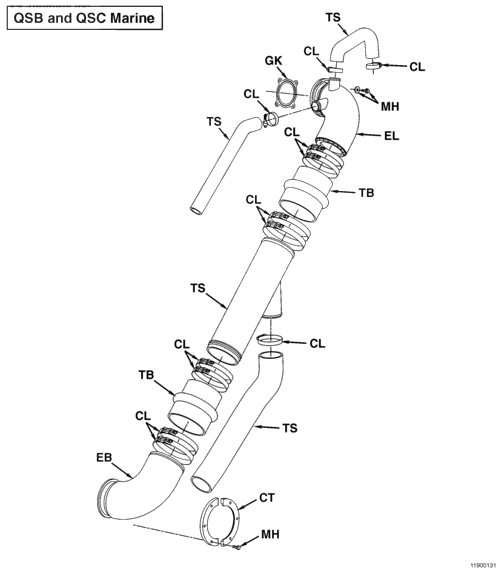 QSB and QSC Marine
TS
CL
CL
GK
CL
MH
TS
EL
CL
TB
CL
TS
CL
CL
TB
CL
TS
EB
CT
MH
11900131